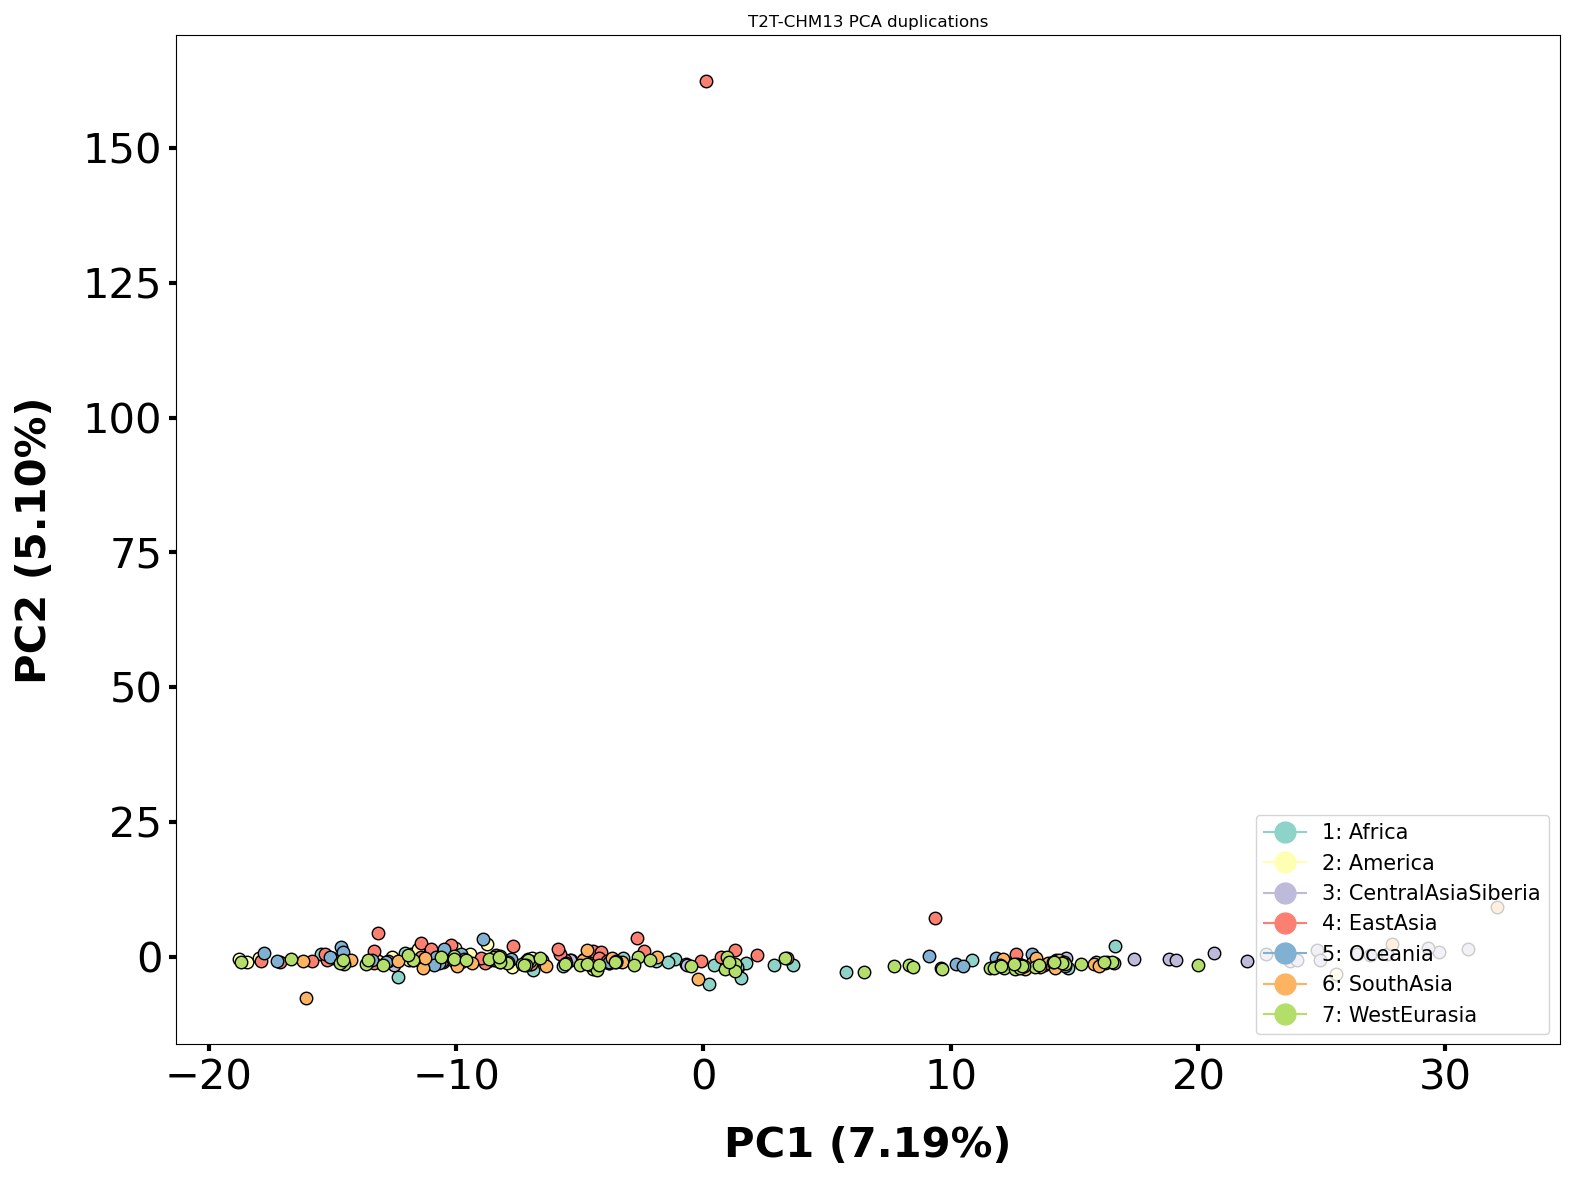 T2T-CHM13 PCA duplications
150
125
100
75
50
25
0
PC2 (5.10%)
1: Africa
2: America
3: CentralAsiaSiberia
4: EastAsia
5: Oceania
6: SouthAsia
7: WestEurasia
−20 −10 0 10 20 30
PC1 (7.19%)